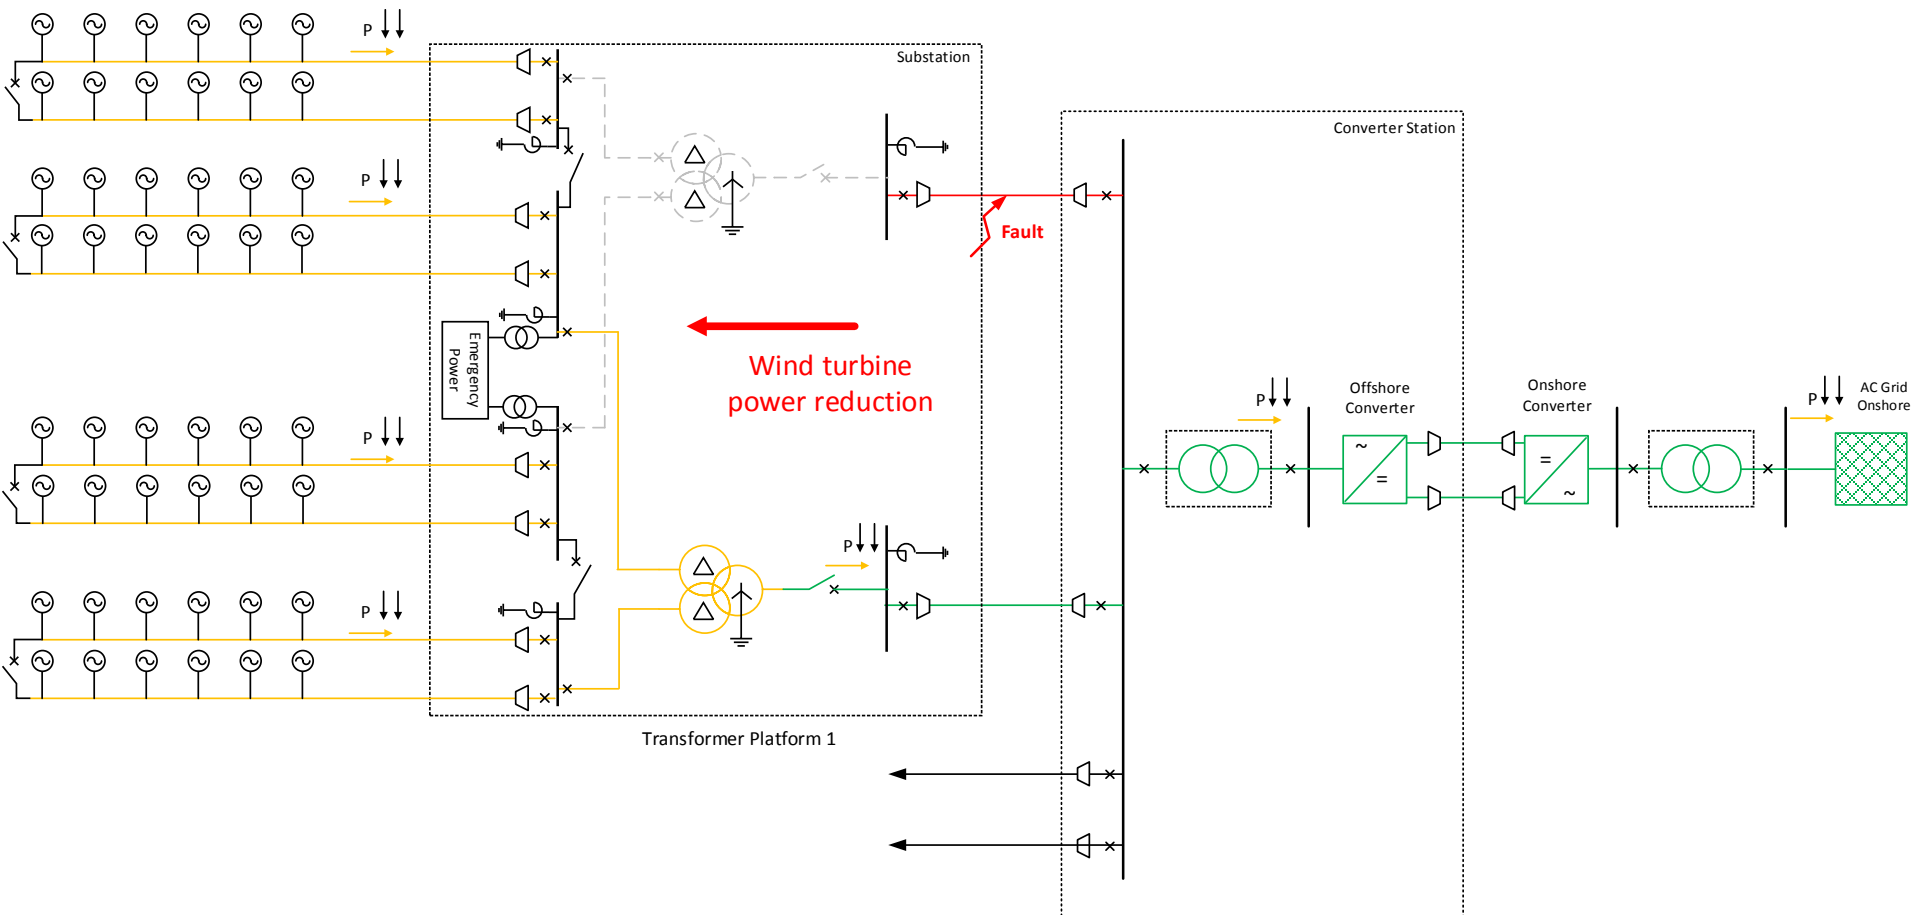 P
Substation
P
Converter Station
Fault
Emergency
Power
Wind turbine
power reduction
P
Offshore
Converter
Onshore
Converter
P
AC Grid
Onshore
~
=
=
~
P
P
P
Transformer Platform 1